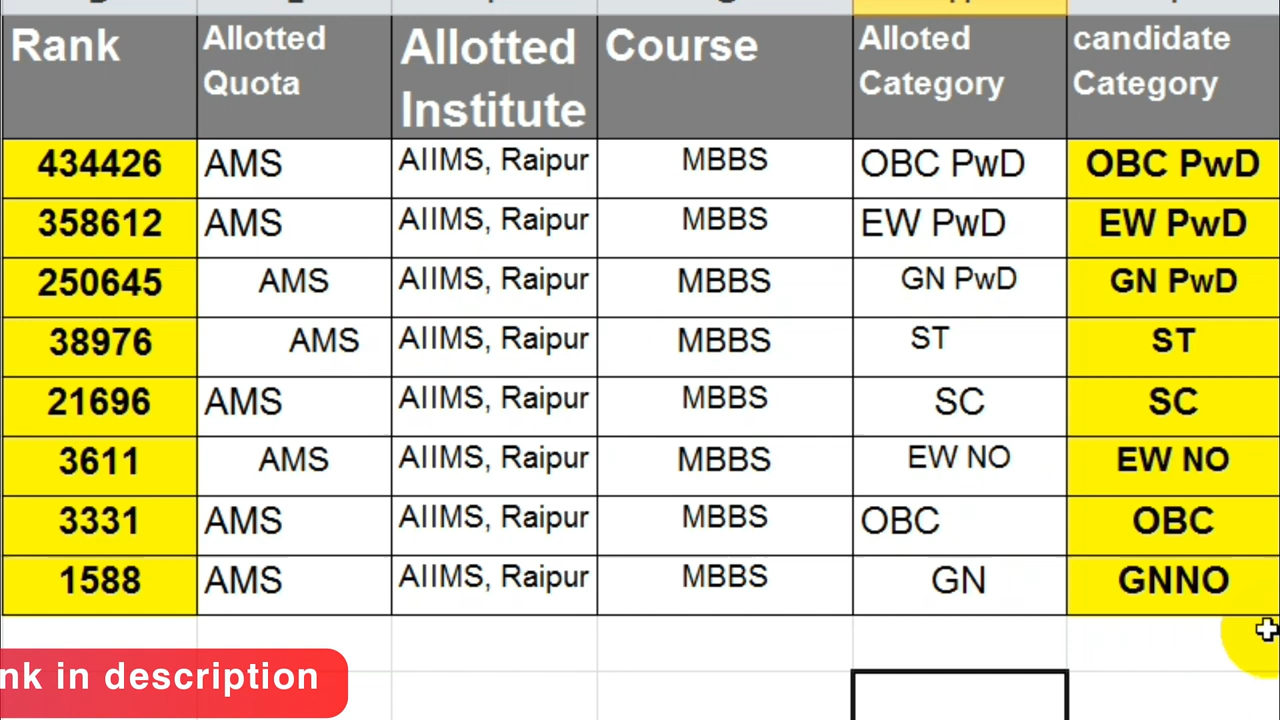 Rank Allotted Quota Allotted Institute Course Alloted Category candidate Category
434426 AMS AIIMS, Raipur MBBS OBC PwD OBC PwD
358612 AMS AIIMS, Raipur MBBS EW PwD EW PwD
250645 AMS AIIMS, Raipur MBBS GN PwD GN PwD
38976 AMS AIIMS, Raipur MBBS ST ST
21696 AMS AIIMS, Raipur MBBS SC SC
3611 AMS AIIMS, Raipur MBBS EW NO EW NO
3331 AMS AIIMS, Raipur MBBS OBC OBC
1588 AMS AIIMS, Raipur MBBS GN GNNO
nk in description